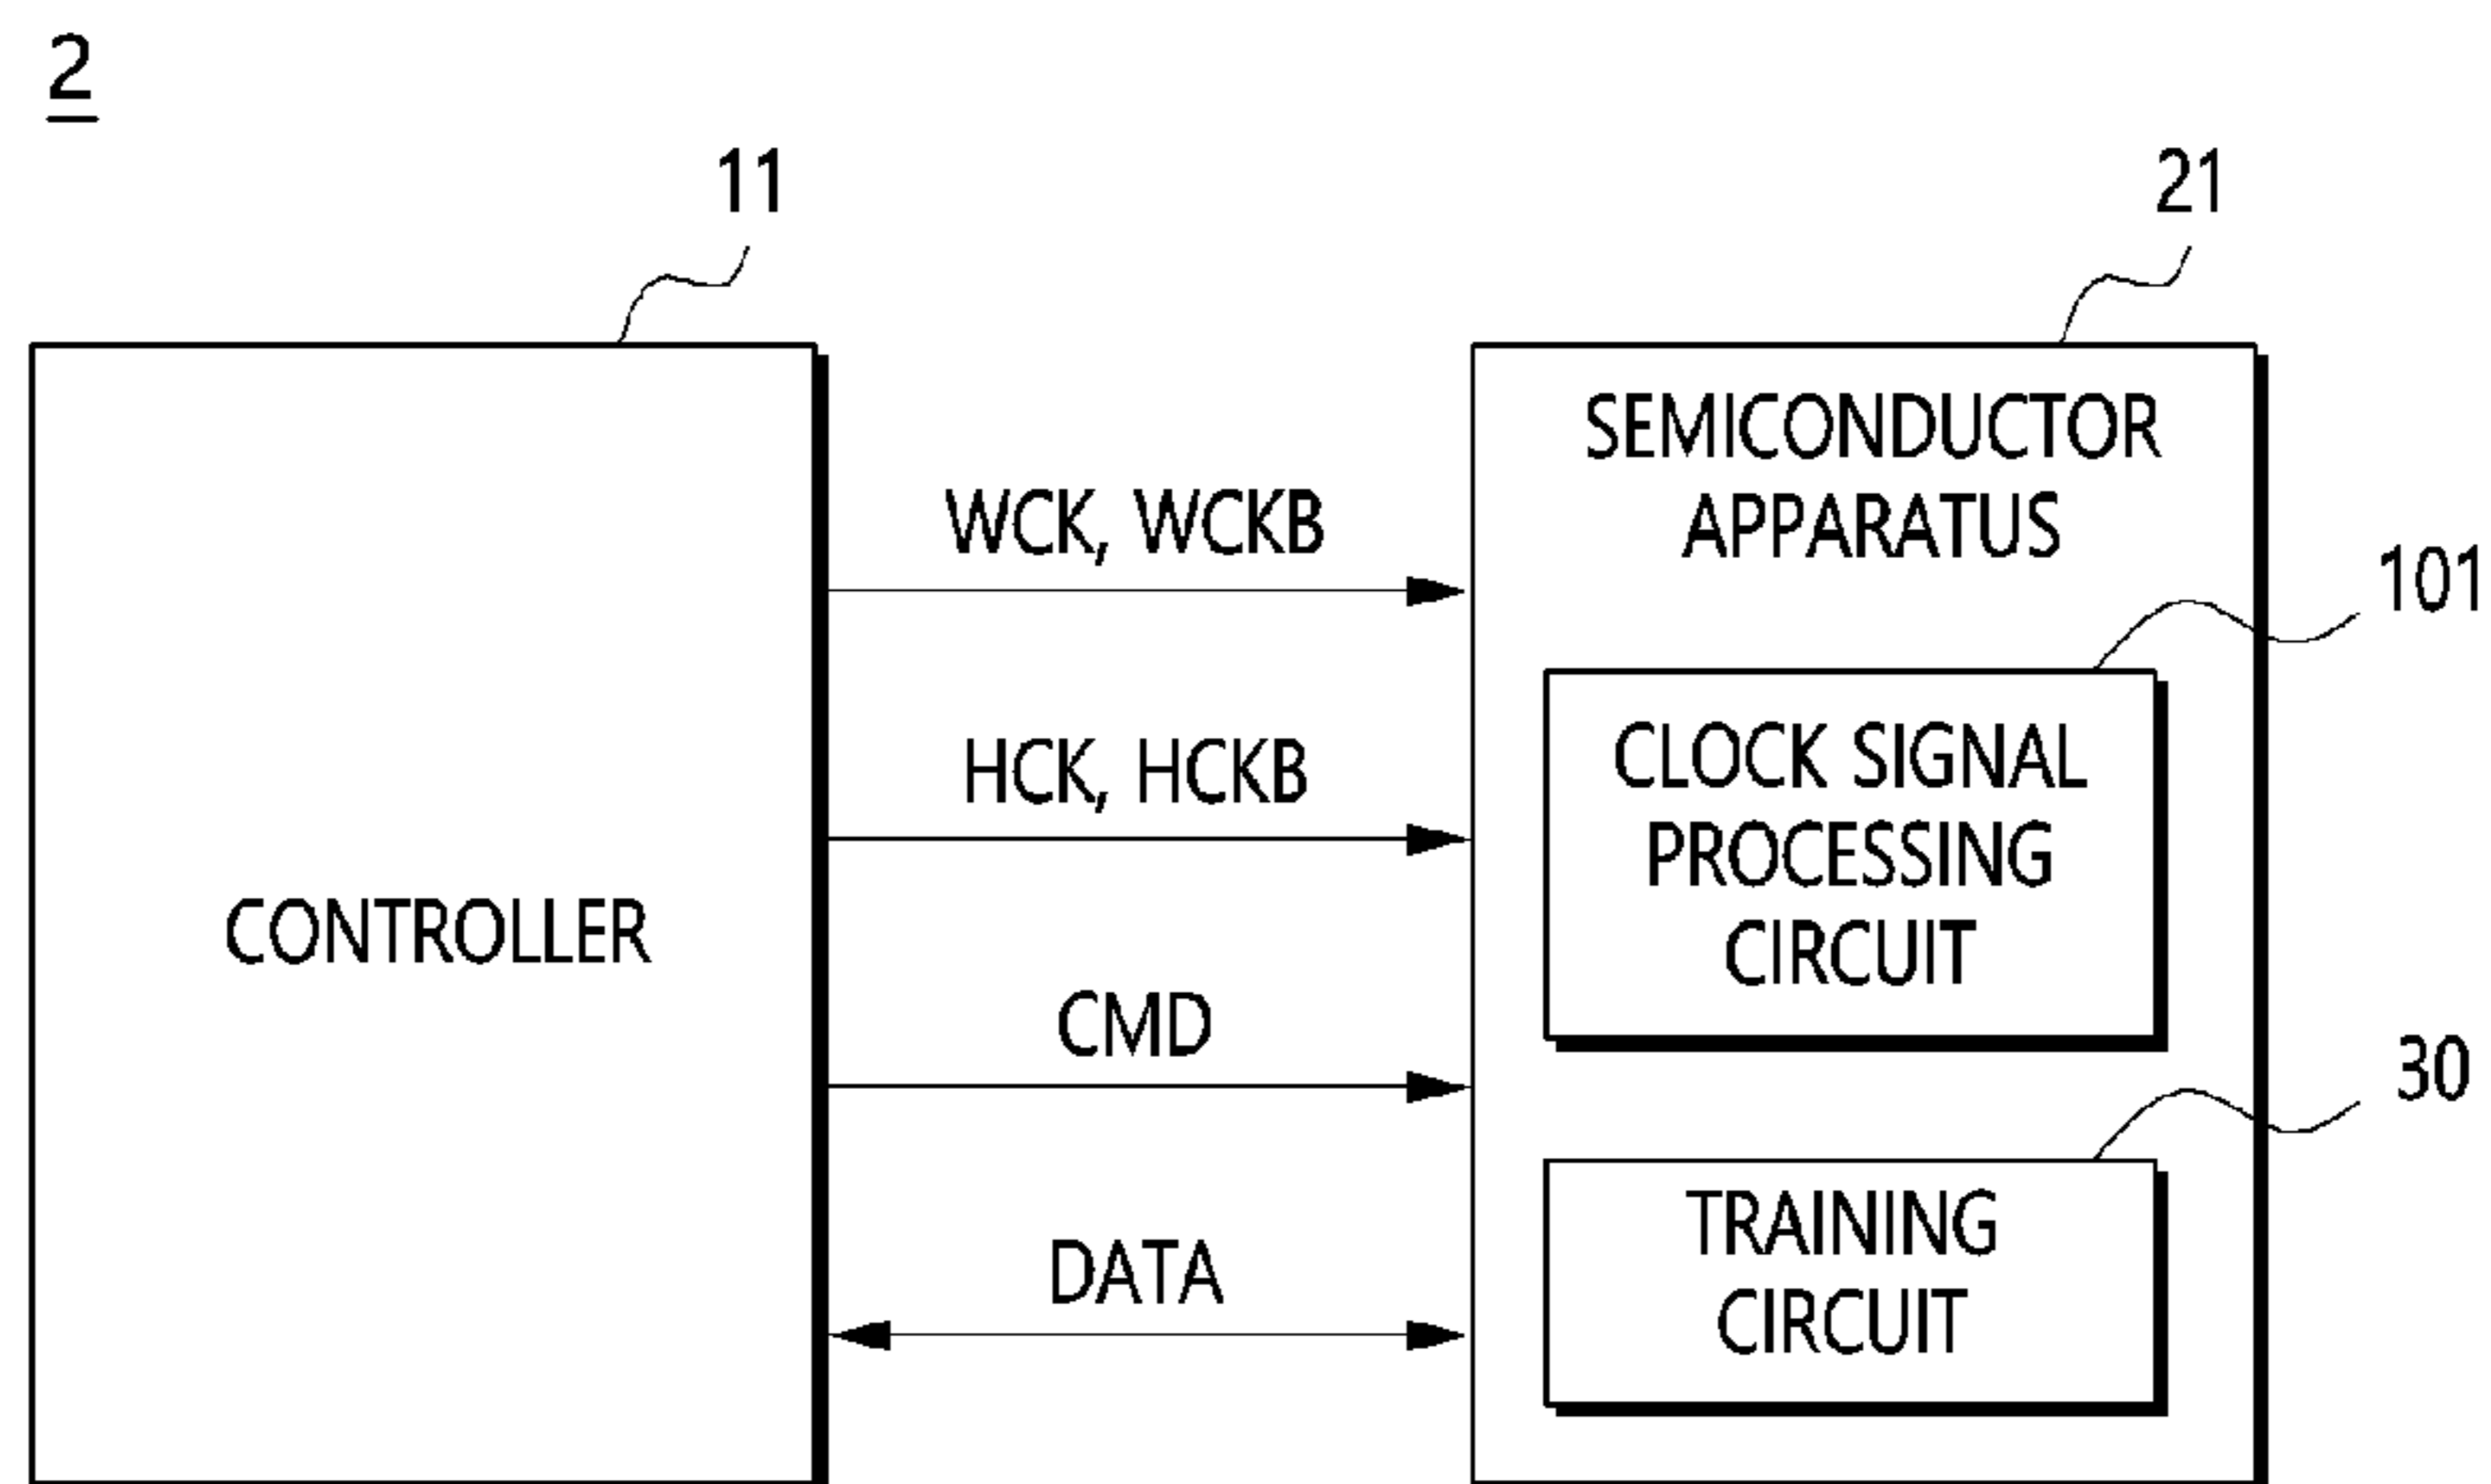 2
11
21
SEMICONDUCTOR
APPARATUS
WCK, WCKB
101
CLOCK SIGNAL
PROCESSING
CIRCUIT
HCK, HCKB
CONTROLLER
CMD
30
TRAINING
CIRCUIT
DATA